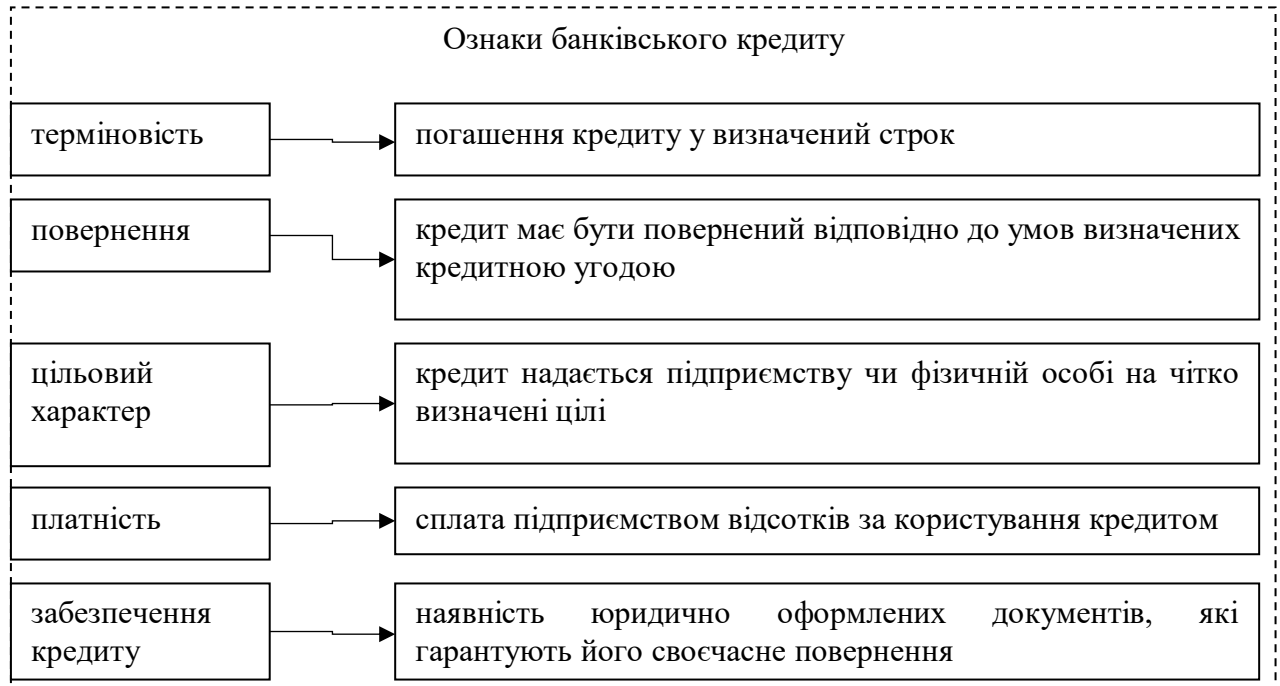 Ознаки банківського кредиту
терміновість
погашення кредиту у визначений строк
повернення
кредит має бути повернений відповідно до умов визначених
кредитною угодою
цільовий
характер
кредит надається підприємству чи фізичній особі на чітко
визначені цілі
платність
сплата підприємством відсотків за користування кредитом
забезпечення
кредиту
наявність юридично оформлених документів, які
гарантують його своєчасне повернення